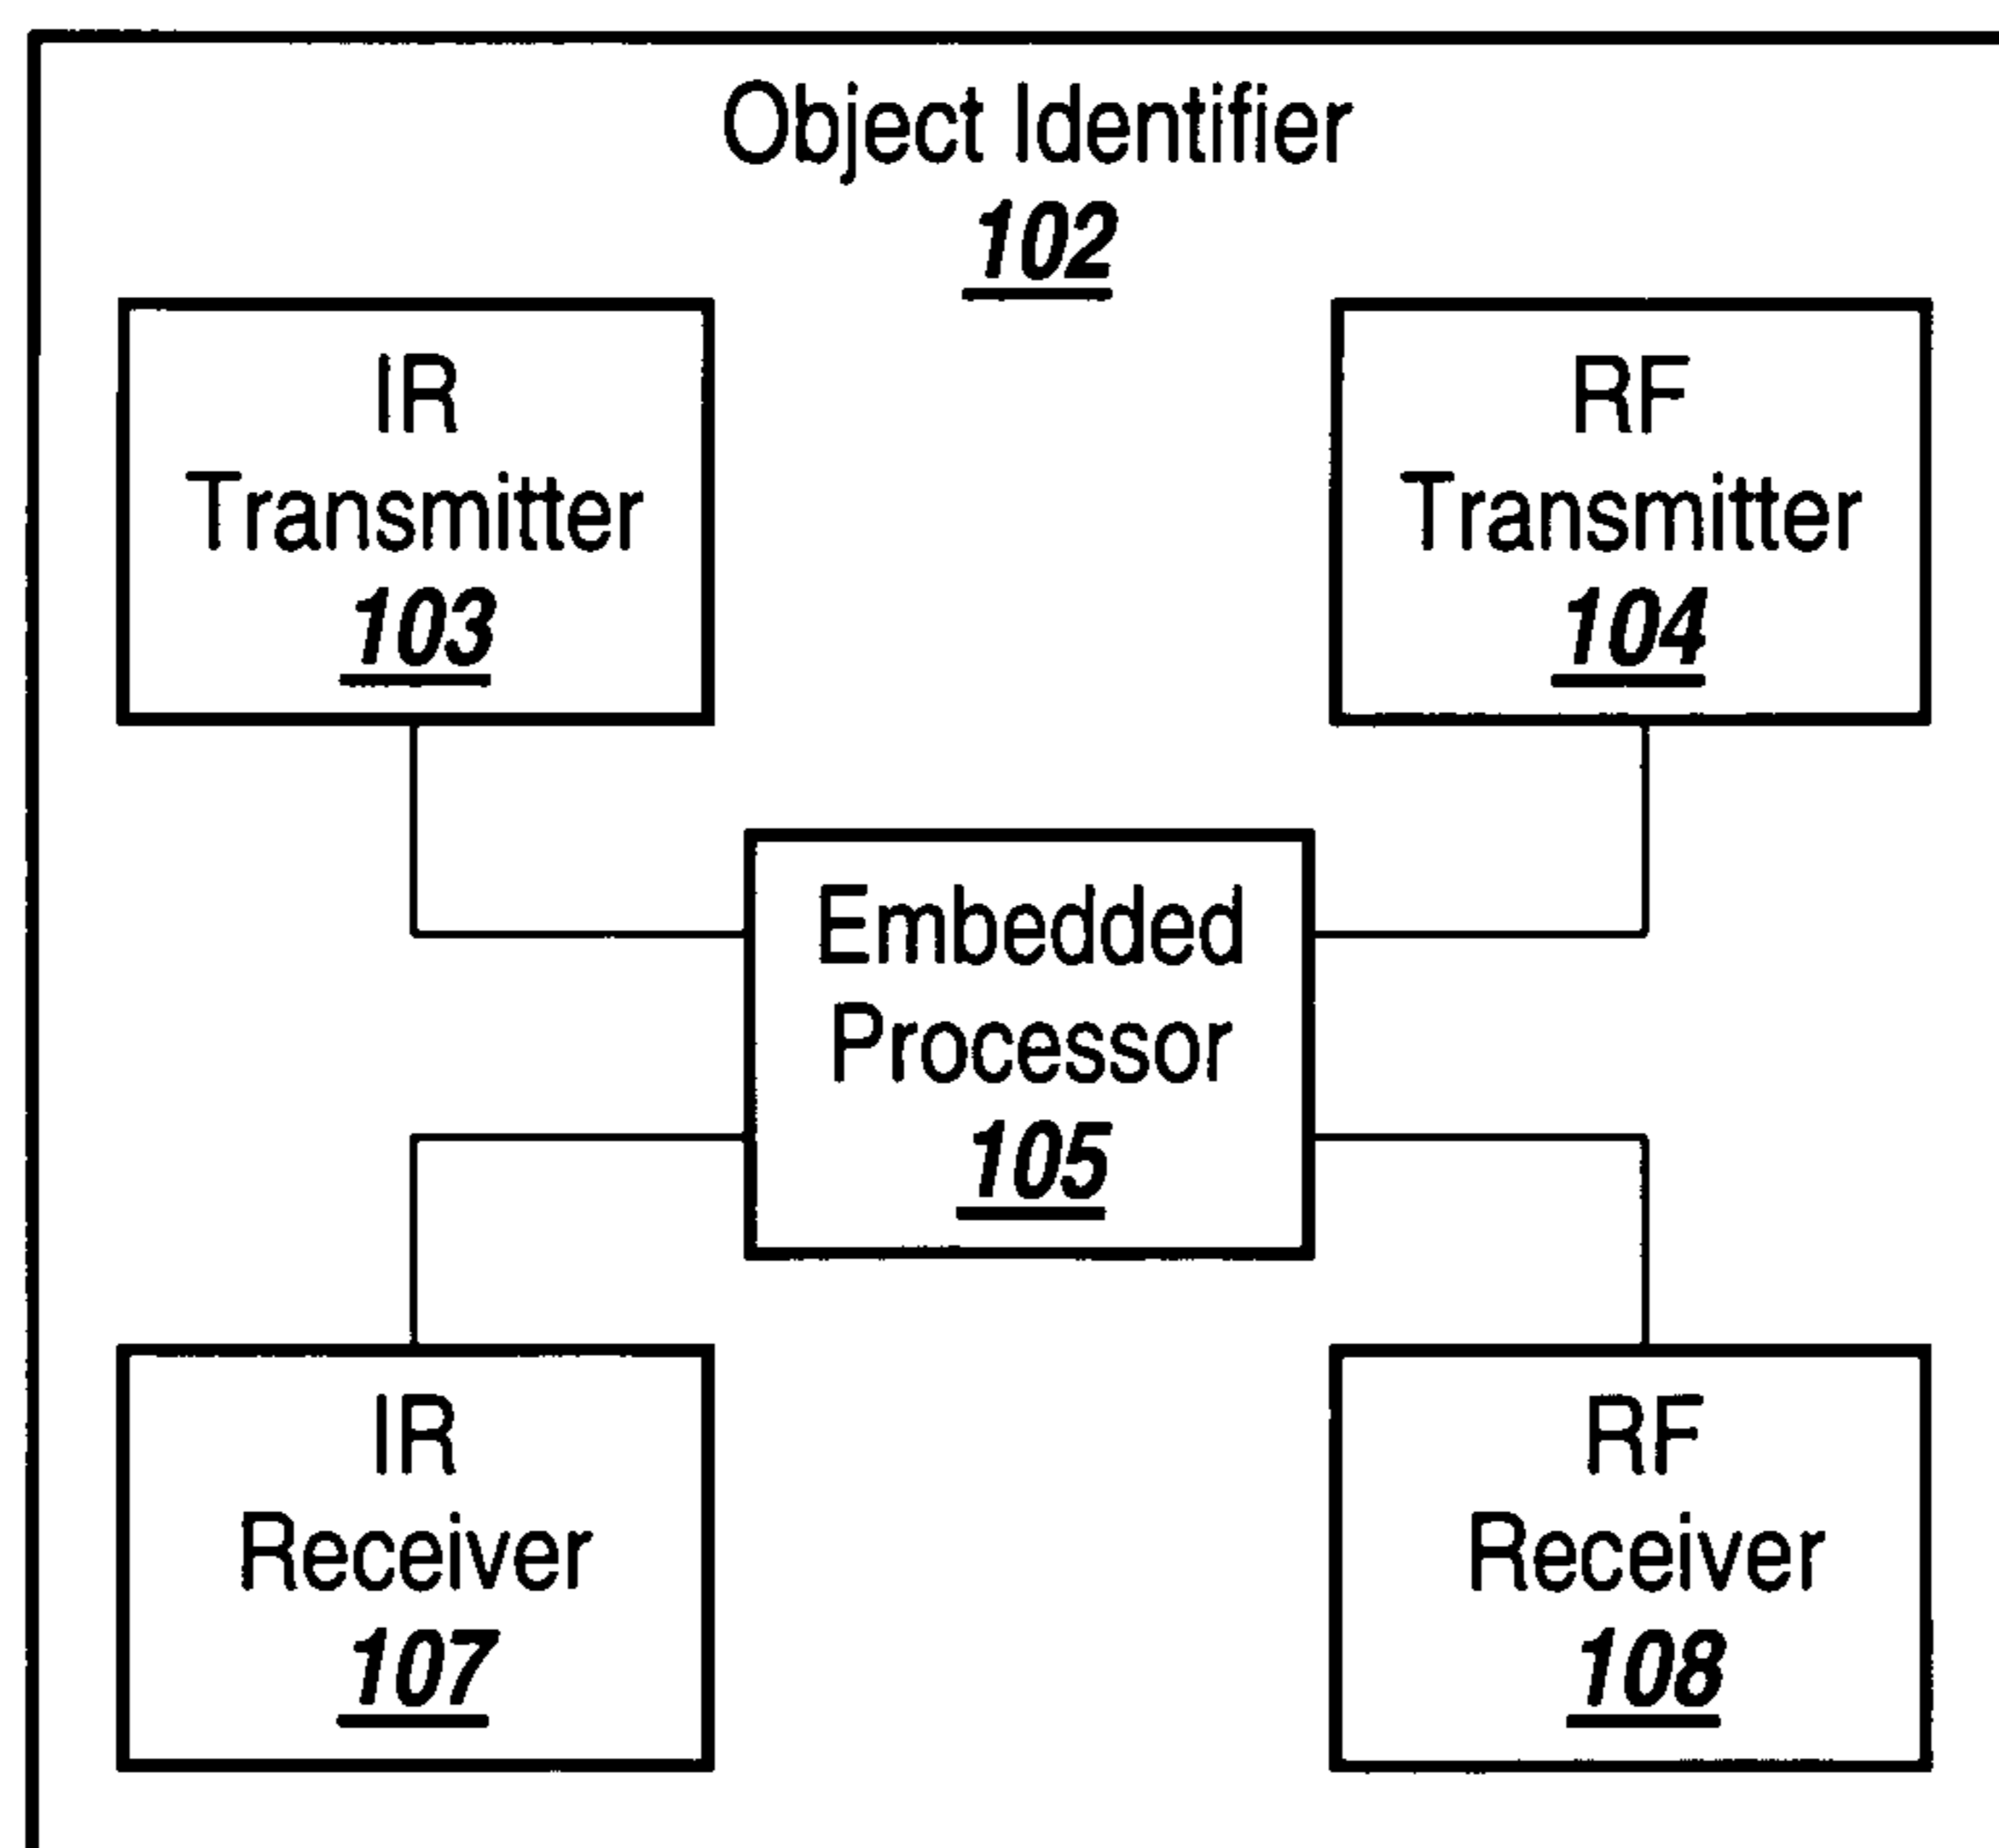 Object Identifier
102
IR
Transmitter
103
RF
Transmitter
104
Embedded
Processor
105
IR
Receiver
107
RF
Receiver
108